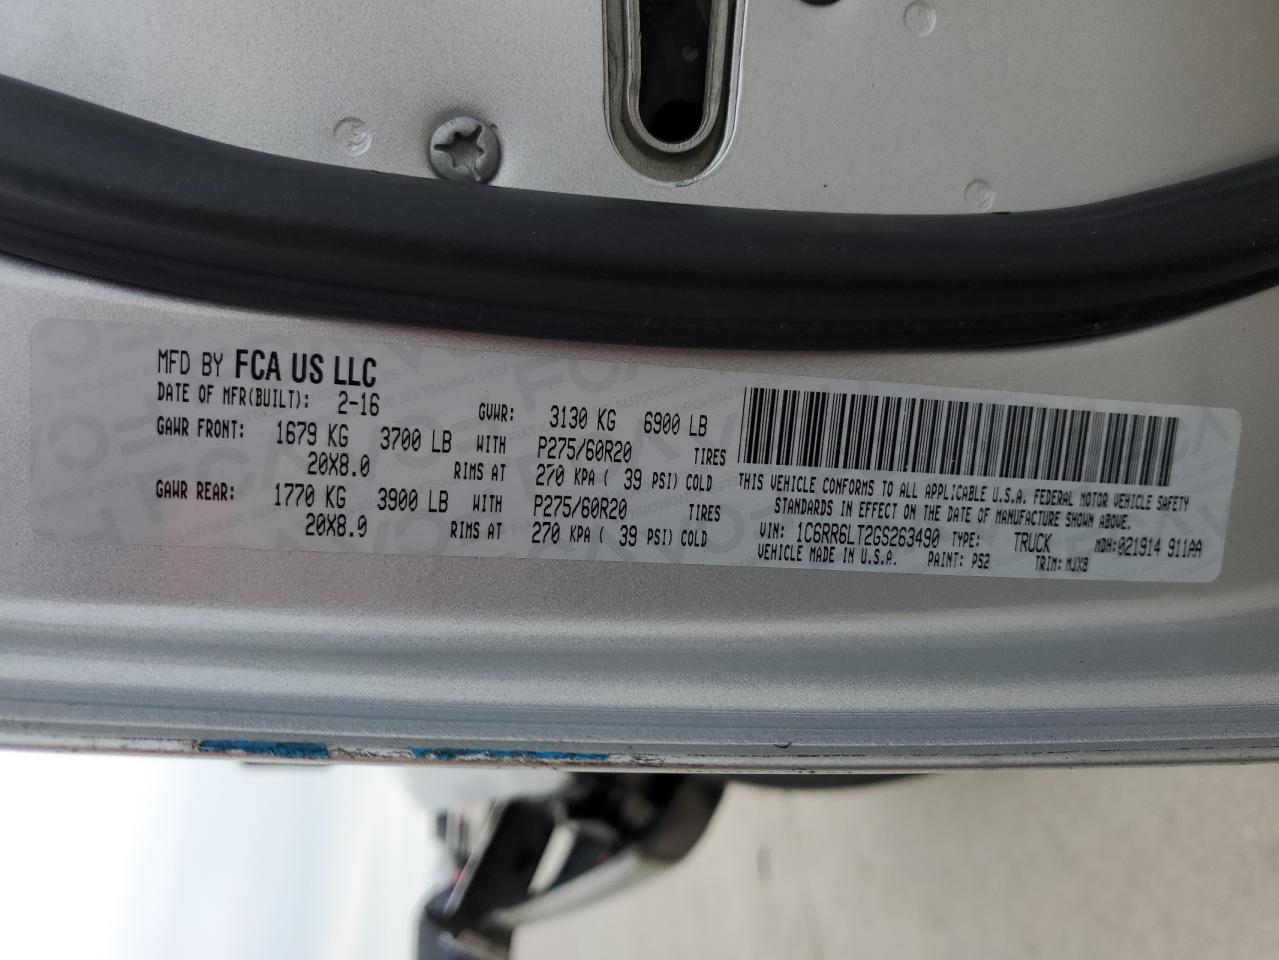 MFD BY FCA US LLC
DATE OF MFR(BUILT): 2-16 GVWR: 3130 KG 6900 LB
GAWR FRONT: 1679 KG 3700 LB WITH P275/60R20 TIRES
20X8.0 RIMS AT 270 KPA ( 39 PSI) COLD
GAWR REAR: 1770 KG 3900 LB WITH P275/60R20 TIRES
20X8.0 RIMS AT 270 KPA ( 39 PSI) COLD
THIS VEHICLE CONFORMS TO ALL APPLICABLE U.S.A. FEDERAL MOTOR VEHICLE SAFETY
STANDARDS IN EFFECT ON THE DATE OF MANUFACTURE SHOWN ABOVE.
VIN: 1C6RR6LT2GS263490 TYPE: TRUCK MDH:021914 911AA
VEHICLE MADE IN U.S.A. PAINT: PS2 TRIM: MJX8